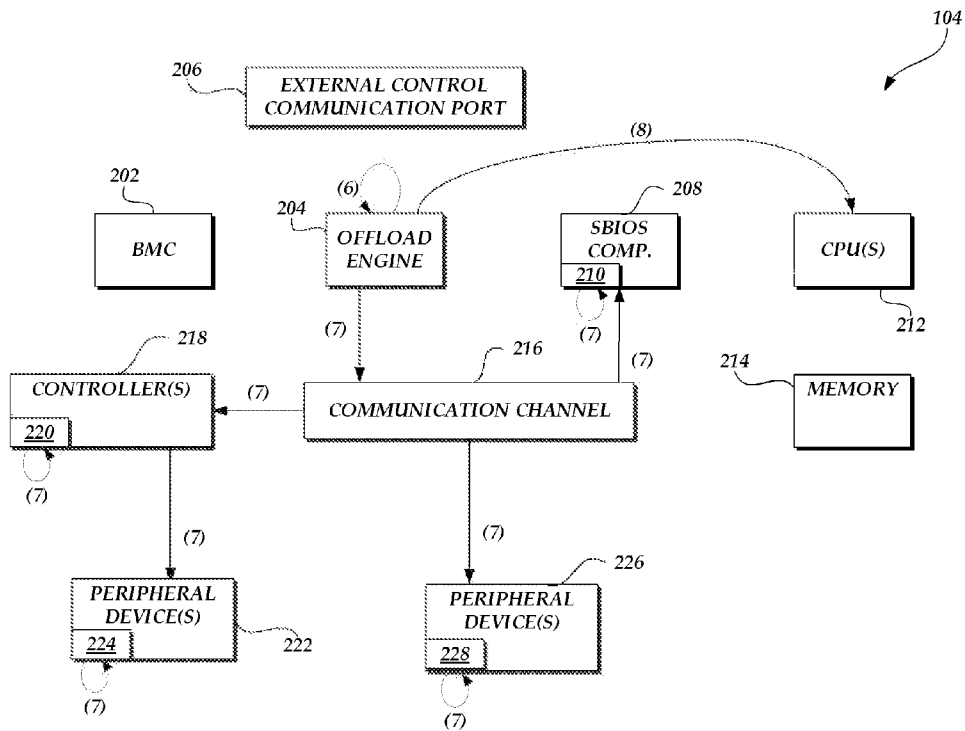 104
206
EXTERNAL CONTROL
COMMUNICATION PORT
(8)
202
(6)
208
204
BMC
OFFLOAD
ENGINE
SBIOS
COMP.
210
CPU(S)
212
(7)
(7)
218
216
(7)
214
CONTROLLER(S)
(7)
COMMUNICATION CHANNEL
MEMORY
220
(7)
(7)
(7)
226
PERIPHERAL
DEVICE(S)
224
222
PERIPHERAL
DEVICE(S)
228
(7)
(7)